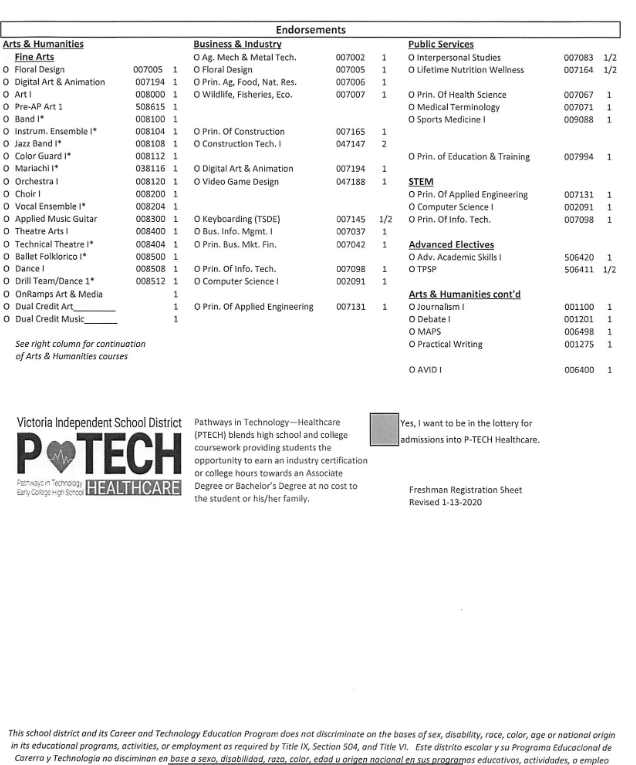 Endorsements
Arts & Humanities
Fine Arts
O Floral Design 007005 1
O Digital Art & Animation 007194 1
O Art I 008000 1
O Pre-AP Art 1 508615 1
O Band I* 008100 1
O Instrum. Ensemble I* 008104 1
O Jazz Band I* 008108 1
O Color Guard I* 008112 1
O Mariachi I* 038116 1
O Orchestra I 008120 1
O Choir I 008200 1
O Vocal Ensemble I* 008204 1
O Applied Music Guitar 008300 1
O Theatre Arts I 008400 1
O Technical Theatre I* 008404 1
O Ballet Folklorico I* 008500 1
O Dance I 008508 1
O Drill Team/Dance 1* 008512 1
O OnRamps Art & Media 1
O Dual Credit Art_________ 1
O Dual Credit Music_______ 1
See right column for continuation
of Arts & Humanities courses
Business & Industry
O Ag. Mech & Metal Tech. 007002 1
O Floral Design 007005 1
O Prin. Ag, Food, Nat. Res. 007006 1
O Wildlife, Fisheries, Eco. 007007 1
O Prin. Of Construction 007165 1
O Construction Tech. I 047147 2
O Digital Art & Animation 007194 1
O Video Game Design 047188 1
O Keyboarding (TSDE) 007145 1/2
O Bus. Info. Mgmt. I 007037 1
O Prin. Bus. Mkt. Fin. 007042 1
O Prin. Of Info. Tech. 007098 1
O Computer Science I 002091 1
O Prin. Of Applied Engineering 007131 1
Public Services
O Interpersonal Studies 007083 1/2
O Lifetime Nutrition Wellness 007164 1/2
O Prin. Of Health Science 007067 1
O Medical Terminology 007071 1
O Sports Medicine I 009088 1
O Prin. of Education & Training 007994 1
STEM
O Prin. Of Applied Engineering 007131 1
O Computer Science I 002091 1
O Prin. Of Info. Tech. 007098 1
Advanced Electives
O Adv. Academic Skills I 506420 1
O TPSP 506411 1/2
Arts & Humanities cont'd
O Journalism I 001100 1
O Debate I 001201 1
O MAPS 006498 1
O Practical Writing 001275 1
O AVID I 006400 1
Victoria Independent School District
P TECH
Pathways in Technology
Early College High School
HEALTHCARE
Pathways in Technology—Healthcare
(PTECH) blends high school and college
coursework providing students the
opportunity to earn an industry certification
or college hours towards an Associate
Degree or Bachelor's Degree at no cost to
the student or his/her family.
Yes, I want to be in the lottery for
admissions into P-TECH Healthcare.
Freshman Registration Sheet
Revised 1-13-2020
This school district and its Career and Technology Education Program does not discriminate on the bases of sex, disability, race, color, age or national origin
in its educational programs, activities, or employment as required by Title IX, Section 504, and Title VI. Este distrito escolar y su Programa Educacional de
Carerra y Technologia no disciminan en base a sexo, disabilidad, raza, color, edad u origen nacional en sus programas educativos, actividades, o empleo